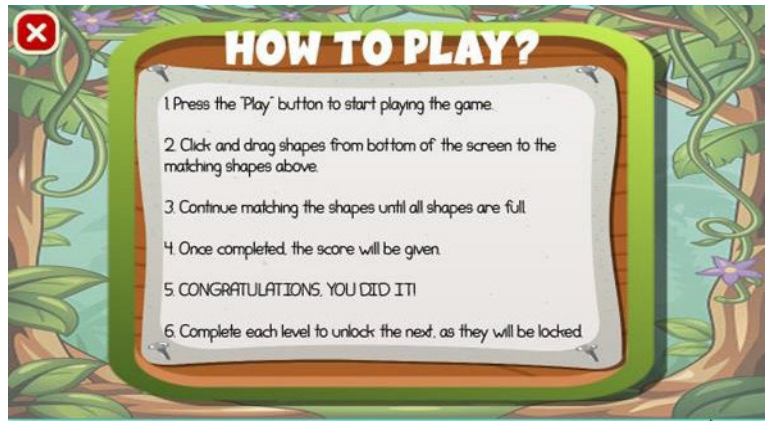 HOW TO PLAY?
1. Press the "Play" button to start playing the game.
2. Click and drag shapes from bottom of the screen to the
matching shapes above.
3. Continue matching the shapes until all shapes are full.
4. Once completed, the score will be given.
5. CONGRATULATIONS, YOU DID IT!
6. Complete each level to unlock the next, as they will be locked.